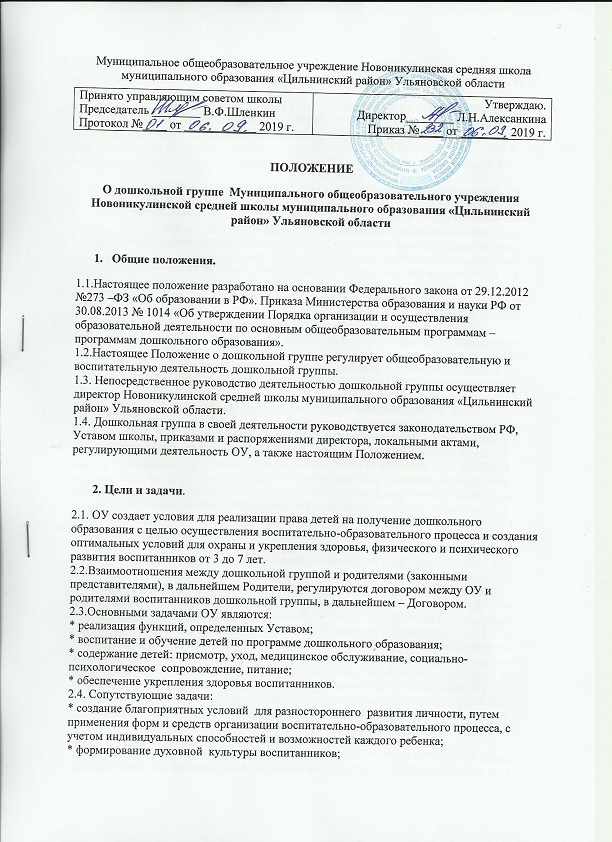 Муниципальное общеобразовательное учреждение Новоникулинская средняя школа
муниципального образования «Цильнинский район» Ульяновской области
Принято управляющим советом школы
Председатель В.Ф.Шленкин
Протокол № 01 от 06. 09. 2019 г.
Утверждаю.
Директор Л.Н.Алексанкина
Приказ № 232 от 06.09. 2019 г.
ПОЛОЖЕНИЕ
О дошкольной группе Муниципального общеобразовательного учреждения
Новоникулинской средней школы муниципального образования «Цильнинский
район» Ульяновской области
1. Общие положения.
1.1.Настоящее положение разработано на основании Федерального закона от 29.12.2012
№273 –ФЗ «Об образовании в РФ». Приказа Министерства образования и науки РФ от
30.08.2013 № 1014 «Об утверждении Порядка организации и осуществления
образовательной деятельности по основным общеобразовательным программам –
программам дошкольного образования».
1.2.Настоящее Положение о дошкольной группе регулирует общеобразовательную и
воспитательную деятельность дошкольной группы.
1.3. Непосредственное руководство деятельностью дошкольной группы осуществляет
директор Новоникулинской средней школы муниципального образования «Цильнинский
район» Ульяновской области.
1.4. Дошкольная группа в своей деятельности руководствуется законодательством РФ,
Уставом школы, приказами и распоряжениями директора, локальными актами,
регулирующими деятельность ОУ, а также настоящим Положением.
2. Цели и задачи.
2.1. ОУ создает условия для реализации права детей на получение дошкольного
образования с целью осуществления воспитательно-образовательного процесса и создания
оптимальных условий для охраны и укрепления здоровья, физического и психического
развития воспитанников от 3 до 7 лет.
2.2.Взаимоотношения между дошкольной группой и родителями (законными
представителями), в дальнейшем Родители, регулируются договором между ОУ и
родителями воспитанников дошкольной группы, в дальнейшем – Договором.
2.3.Основными задачами ОУ являются:
* реализация функций, определенных Уставом;
* воспитание и обучение детей по программе дошкольного образования;
* содержание детей: присмотр, уход, медицинское обслуживание, социально-
психологическое сопровождение, питание;
* обеспечение укрепления здоровья воспитанников.
2.4. Сопутствующие задачи:
* создание благоприятных условий для разностороннего развития личности, путем
применения форм и средств организации воспитательно-образовательного процесса, с
учетом индивидуальных способностей и возможностей каждого ребенка;
* формирование духовной культуры воспитанников;